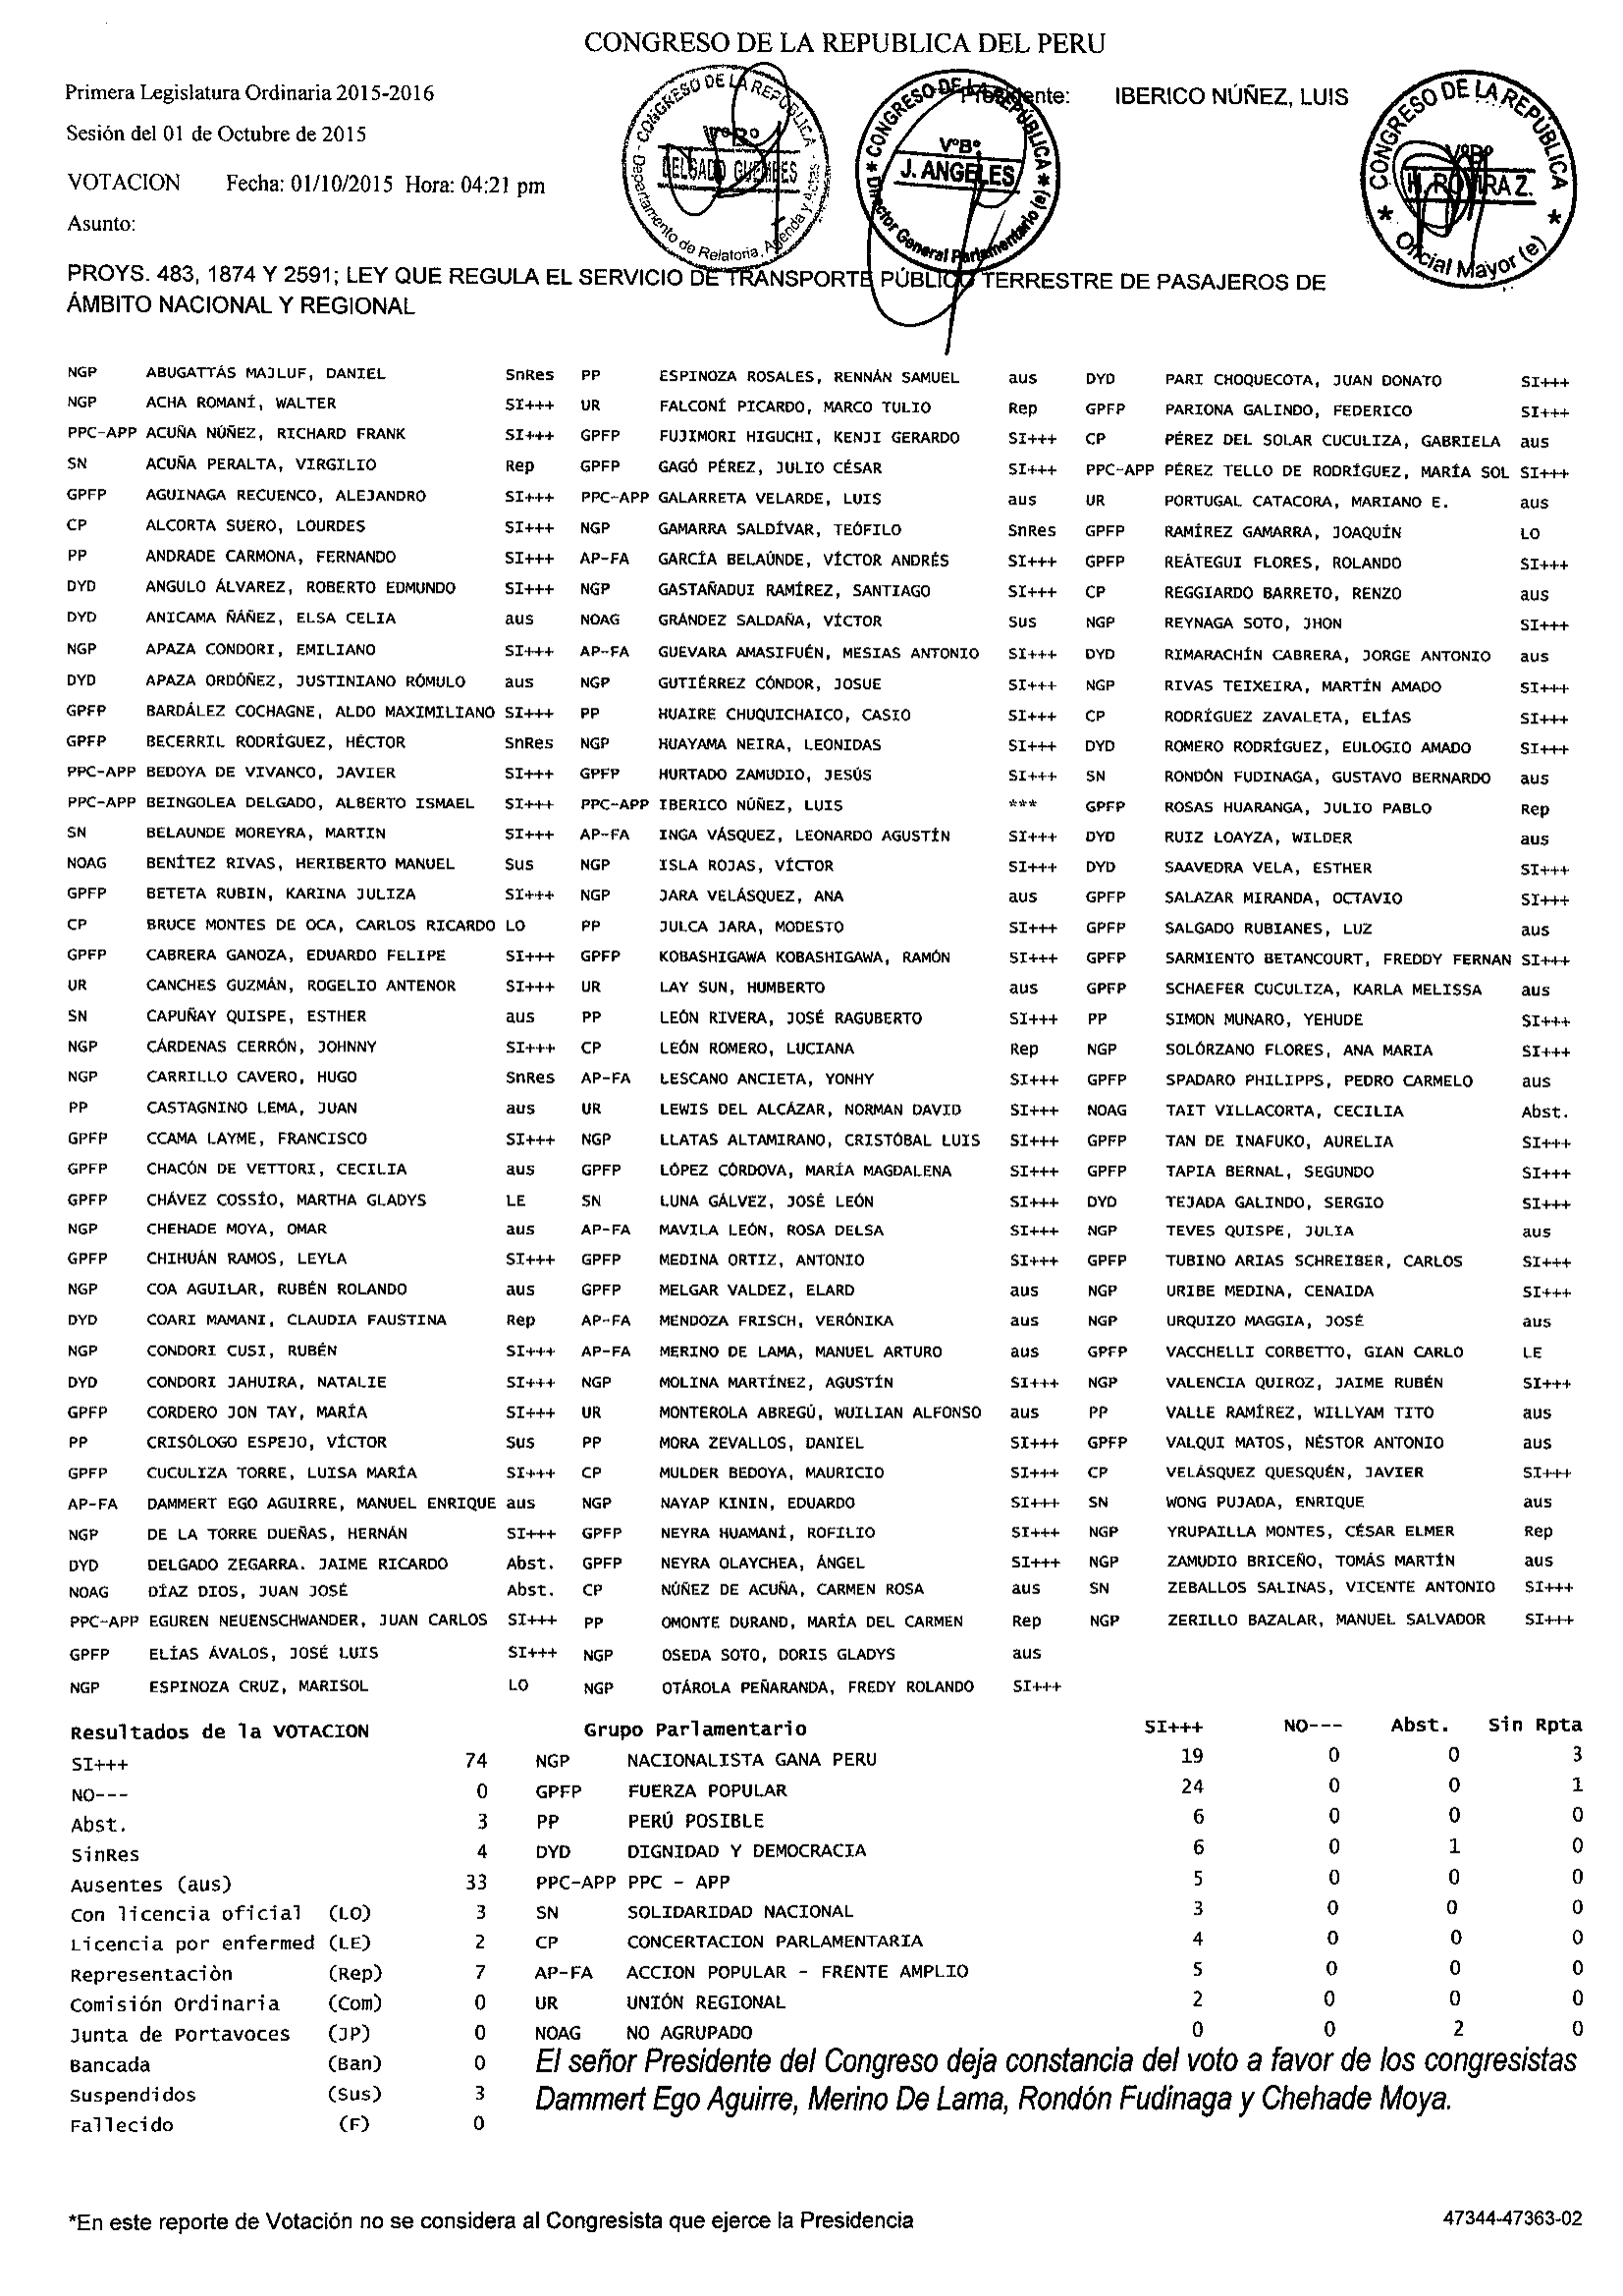 CONGRESO DE LA REPUBLICA DEL PERU
Primera Legislatura Ordinaria 2015-2016
Presidente: IBERICO NÚÑEZ, LUIS
Sesión del 01 de Octubre de 2015
VOTACION Fecha: 01/10/2015 Hora: 04:21 pm
Asunto:
CONGRESO DE LA REPUBLICA - Departamento de Relatoria, Agenda y Actas -
V°B°
DELGADO GUEMBES
CONGRESO DE LA REPÚBLICA
V°B°
J. ANGELES
Director General Parlamentario (e)
CONGRESO DE LA REPÚBLICA
V°B°
H. ROVIRA Z.
Oficial Mayor (e)
PROYS. 483, 1874 Y 2591; LEY QUE REGULA EL SERVICIO DE TRANSPORTE PÚBLICO TERRESTRE DE PASAJEROS DE
ÁMBITO NACIONAL Y REGIONAL
NGP ABUGATTÁS MAJLUF, DANIEL SnRes PP ESPINOZA ROSALES, RENNÁN SAMUEL aus DYD PARI CHOQUECOTA, JUAN DONATO SI+++
NGP ACHA ROMANÍ, WALTER SI+++ UR FALCONÍ PICARDO, MARCO TULIO Rep GPFP PARIONA GALINDO, FEDERICO SI+++
PPC-APP ACUÑA NÚÑEZ, RICHARD FRANK SI+++ GPFP FUJIMORI HIGUCHI, KENJI GERARDO SI+++ CP PÉREZ DEL SOLAR CUCULIZA, GABRIELA aus
SN ACUÑA PERALTA, VIRGILIO Rep GPFP GAGÓ PÉREZ, JULIO CÉSAR SI+++ PPC-APP PÉREZ TELLO DE RODRÍGUEZ, MARÍA SOL SI+++
GPFP AGUINAGA RECUENCO, ALEJANDRO SI+++ PPC-APP GALARRETA VELARDE, LUIS aus UR PORTUGAL CATACORA, MARIANO E. aus
CP ALCORTA SUERO, LOURDES SI+++ NGP GAMARRA SALDÍVAR, TEÓFILO SnRes GPFP RAMÍREZ GAMARRA, JOAQUÍN LO
PP ANDRADE CARMONA, FERNANDO SI+++ AP-FA GARCÍA BELAÚNDE, VÍCTOR ANDRÉS SI+++ GPFP REÁTEGUI FLORES, ROLANDO SI+++
DYD ANGULO ÁLVAREZ, ROBERTO EDMUNDO SI+++ NGP GASTAÑADUI RAMÍREZ, SANTIAGO SI+++ CP REGGIARDO BARRETO, RENZO aus
DYD ANICAMA ÑÁÑEZ, ELSA CELIA aus NOAG GRÁNDEZ SALDAÑA, VÍCTOR Sus NGP REYNAGA SOTO, JHON SI+++
NGP APAZA CONDORI, EMILIANO SI+++ AP-FA GUEVARA AMASIFUÉN, MESIAS ANTONIO SI+++ DYD RIMARACHÍN CABRERA, JORGE ANTONIO aus
DYD APAZA ORDÓÑEZ, JUSTINIANO RÓMULO aus NGP GUTIÉRREZ CÓNDOR, JOSUE SI+++ NGP RIVAS TEIXEIRA, MARTÍN AMADO SI+++
GPFP BARDÁLEZ COCHAGNE, ALDO MAXIMILIANO SI+++ PP HUAIRE CHUQUICHAICO, CASIO SI+++ CP RODRÍGUEZ ZAVALETA, ELÍAS SI+++
GPFP BECERRIL RODRÍGUEZ, HÉCTOR SnRes NGP HUAYAMA NEIRA, LEONIDAS SI+++ DYD ROMERO RODRÍGUEZ, EULOGIO AMADO SI+++
PPC-APP BEDOYA DE VIVANCO, JAVIER SI+++ GPFP HURTADO ZAMUDIO, JESÚS SI+++ SN RONDÓN FUDINAGA, GUSTAVO BERNARDO aus
PPC-APP BEINGOLEA DELGADO, ALBERTO ISMAEL SI+++ PPC-APP IBERICO NÚÑEZ, LUIS *** GPFP ROSAS HUARANGA, JULIO PABLO Rep
SN BELAUNDE MOREYRA, MARTIN SI+++ AP-FA INGA VÁSQUEZ, LEONARDO AGUSTÍN SI+++ DYD RUIZ LOAYZA, WILDER aus
NOAG BENÍTEZ RIVAS, HERIBERTO MANUEL Sus NGP ISLA ROJAS, VÍCTOR SI+++ DYD SAAVEDRA VELA, ESTHER SI+++
GPFP BETETA RUBIN, KARINA JULIZA SI+++ NGP JARA VELÁSQUEZ, ANA aus GPFP SALAZAR MIRANDA, OCTAVIO SI+++
CP BRUCE MONTES DE OCA, CARLOS RICARDO LO PP JULCA JARA, MODESTO SI+++ GPFP SALGADO RUBIANES, LUZ aus
GPFP CABRERA GANOZA, EDUARDO FELIPE SI+++ GPFP KOBASHIGAWA KOBASHIGAWA, RAMÓN SI+++ GPFP SARMIENTO BETANCOURT, FREDDY FERNAN SI+++
UR CANCHES GUZMÁN, ROGELIO ANTENOR SI+++ UR LAY SUN, HUMBERTO aus GPFP SCHAEFER CUCULIZA, KARLA MELISSA aus
SN CAPUÑAY QUISPE, ESTHER aus PP LEÓN RIVERA, JOSÉ RAGUBERTO SI+++ PP SIMON MUNARO, YEHUDE SI+++
NGP CÁRDENAS CERRÓN, JOHNNY SI+++ CP LEÓN ROMERO, LUCIANA Rep NGP SOLÓRZANO FLORES, ANA MARIA SI+++
NGP CARRILLO CAVERO, HUGO SnRes AP-FA LESCANO ANCIETA, YONHY SI+++ GPFP SPADARO PHILIPPS, PEDRO CARMELO aus
PP CASTAGNINO LEMA, JUAN aus UR LEWIS DEL ALCÁZAR, NORMAN DAVID SI+++ NOAG TAIT VILLACORTA, CECILIA Abst.
GPFP CCAMA LAYME, FRANCISCO SI+++ NGP LLATAS ALTAMIRANO, CRISTÓBAL LUIS SI+++ GPFP TAN DE INAFUKO, AURELIA SI+++
GPFP CHACÓN DE VETTORI, CECILIA aus GPFP LÓPEZ CÓRDOVA, MARÍA MAGDALENA SI+++ GPFP TAPIA BERNAL, SEGUNDO SI+++
GPFP CHÁVEZ COSSÍO, MARTHA GLADYS LE SN LUNA GÁLVEZ, JOSÉ LEÓN SI+++ DYD TEJADA GALINDO, SERGIO SI+++
NGP CHEHADE MOYA, OMAR aus AP-FA MAVILA LEÓN, ROSA DELSA SI+++ NGP TEVES QUISPE, JULIA aus
GPFP CHIHUÁN RAMOS, LEYLA SI+++ GPFP MEDINA ORTIZ, ANTONIO SI+++ GPFP TUBINO ARIAS SCHREIBER, CARLOS SI+++
NGP COA AGUILAR, RUBÉN ROLANDO aus GPFP MELGAR VALDEZ, ELARD aus NGP URIBE MEDINA, CENAIDA SI+++
DYD COARI MAMANI, CLAUDIA FAUSTINA Rep AP-FA MENDOZA FRISCH, VERÓNIKA aus NGP URQUIZO MAGGIA, JOSÉ aus
NGP CONDORI CUSI, RUBÉN SI+++ AP-FA MERINO DE LAMA, MANUEL ARTURO aus GPFP VACCHELLI CORBETTO, GIAN CARLO LE
DYD CONDORI JAHUIRA, NATALIE SI+++ NGP MOLINA MARTÍNEZ, AGUSTÍN SI+++ NGP VALENCIA QUIROZ, JAIME RUBÉN SI+++
GPFP CORDERO JON TAY, MARÍA SI+++ UR MONTEROLA ABREGÚ, WUILIAN ALFONSO aus PP VALLE RAMÍREZ, WILLYAM TITO aus
PP CRISÓLOGO ESPEJO, VÍCTOR Sus PP MORA ZEVALLOS, DANIEL SI+++ GPFP VALQUI MATOS, NÉSTOR ANTONIO aus
GPFP CUCULIZA TORRE, LUISA MARÍA SI+++ CP MULDER BEDOYA, MAURICIO SI+++ CP VELÁSQUEZ QUESQUÉN, JAVIER SI+++
AP-FA DAMMERT EGO AGUIRRE, MANUEL ENRIQUE aus NGP NAYAP KININ, EDUARDO SI+++ SN WONG PUJADA, ENRIQUE aus
NGP DE LA TORRE DUEÑAS, HERNÁN SI+++ GPFP NEYRA HUAMANÍ, ROFILIO SI+++ NGP YRUPAILLA MONTES, CÉSAR ELMER Rep
DYD DELGADO ZEGARRA. JAIME RICARDO Abst. GPFP NEYRA OLAYCHEA, ÁNGEL SI+++ NGP ZAMUDIO BRICEÑO, TOMÁS MARTÍN aus
NOAG DÍAZ DIOS, JUAN JOSÉ Abst. CP NÚÑEZ DE ACUÑA, CARMEN ROSA aus SN ZEBALLOS SALINAS, VICENTE ANTONIO SI+++
PPC-APP EGUREN NEUENSCHWANDER, JUAN CARLOS SI+++ PP OMONTE DURAND, MARÍA DEL CARMEN Rep NGP ZERILLO BAZALAR, MANUEL SALVADOR SI+++
GPFP ELÍAS ÁVALOS, JOSÉ LUIS SI+++ NGP OSEDA SOTO, DORIS GLADYS aus
NGP ESPINOZA CRUZ, MARISOL LO NGP OTÁROLA PEÑARANDA, FREDY ROLANDO SI+++
Resultados de la VOTACION Grupo Parlamentario SI+++ NO--- Abst. Sin Rpta
SI+++ 74 NGP NACIONALISTA GANA PERU 19 0 0 3
NO--- 0 GPFP FUERZA POPULAR 24 0 0 1
Abst. 3 PP PERÚ POSIBLE 6 0 0 0
SinRes 4 DYD DIGNIDAD Y DEMOCRACIA 6 0 1 0
Ausentes (aus) 33 PPC-APP PPC - APP 5 0 0 0
Con licencia oficial (LO) 3 SN SOLIDARIDAD NACIONAL 3 0 0 0
Licencia por enfermed (LE) 2 CP CONCERTACION PARLAMENTARIA 4 0 0 0
Representación (Rep) 7 AP-FA ACCION POPULAR - FRENTE AMPLIO 5 0 0 0
Comisión Ordinaria (Com) 0 UR UNIÓN REGIONAL 2 0 0 0
Junta de Portavoces (JP) 0 NOAG NO AGRUPADO 0 0 2 0
Bancada (Ban) 0 El señor Presidente del Congreso deja constancia del voto a favor de los congresistas
Suspendidos (Sus) 3 Dammert Ego Aguirre, Merino De Lama, Rondón Fudinaga y Chehade Moya.
Fallecido (F) 0
*En este reporte de Votación no se considera al Congresista que ejerce la Presidencia 47344-47363-02